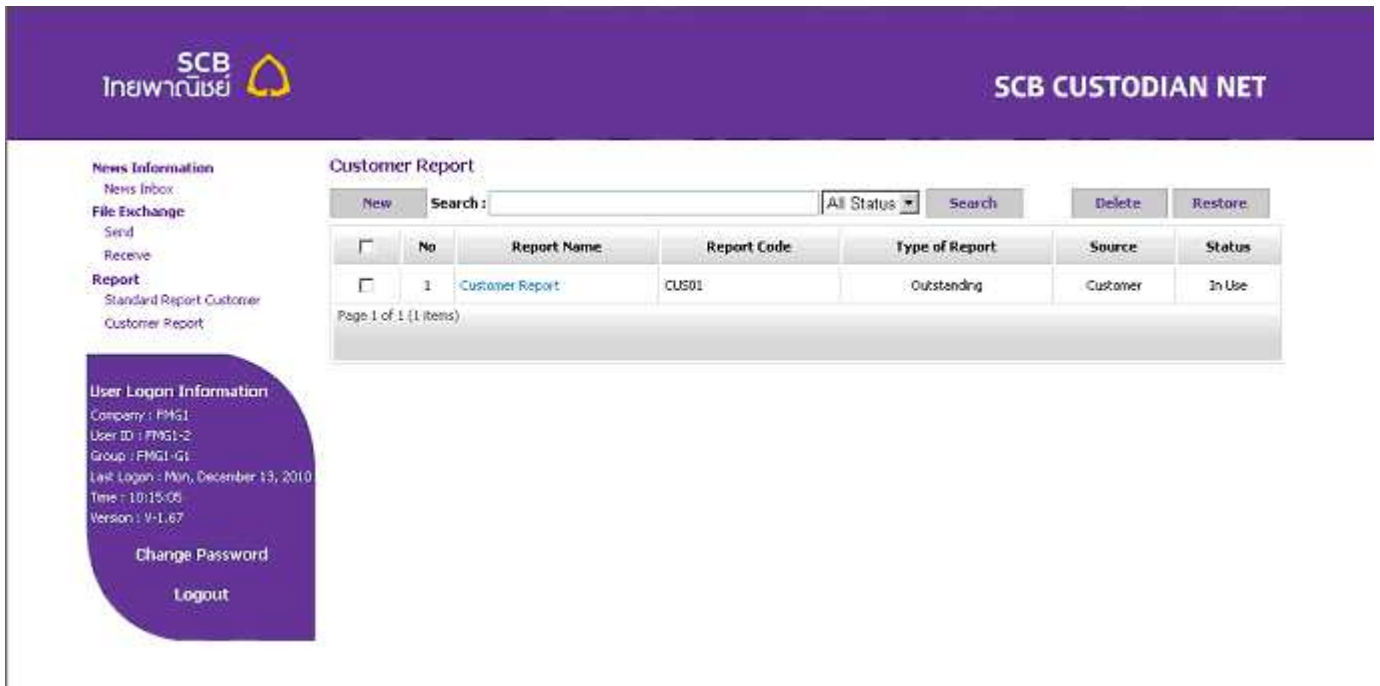 SCB
ไทยพาณิชย์
SCB CUSTODIAN NET
News Information
News Inbox
File Exchange
Send
Receive
Report
Standard Report Customer
Customer Report
User Logon Information
Company : FMG1
User ID : FMG1-2
Group : FMG1-G1
Last Logon : Mon, December 13, 2010
Time : 10:15:05
Version : V-1.67
Change Password
Logout
Customer Report
New Search : All Status Search Delete Restore
No Report Name Report Code Type of Report Source Status
1 Customer Report CUS01 Outstanding Customer In Use
Page 1 of 1 (1 items)